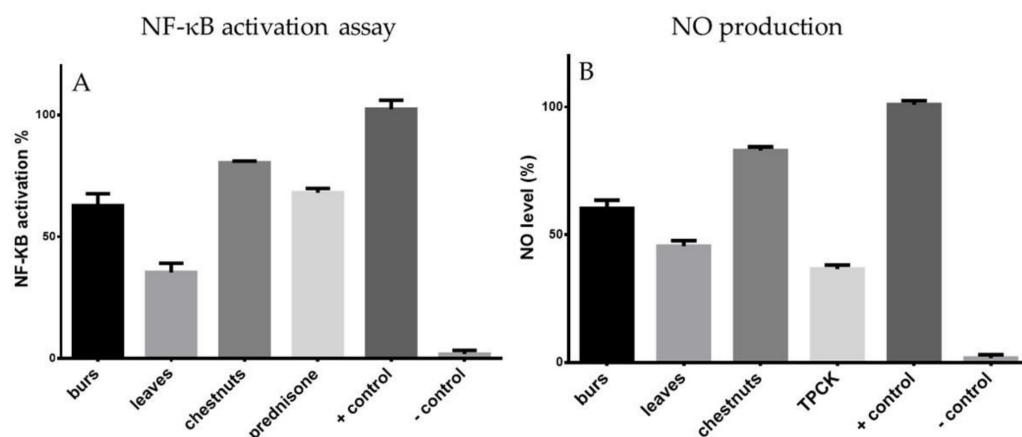 NF-κB activation assay
A
NF-KB activation %
100
50
0
burs
leaves
chestnuts
prednisone
+ control
- control
NO production
B
NO level (%)
100
50
0
burs
leaves
chestnuts
TPCK
+ control
- control